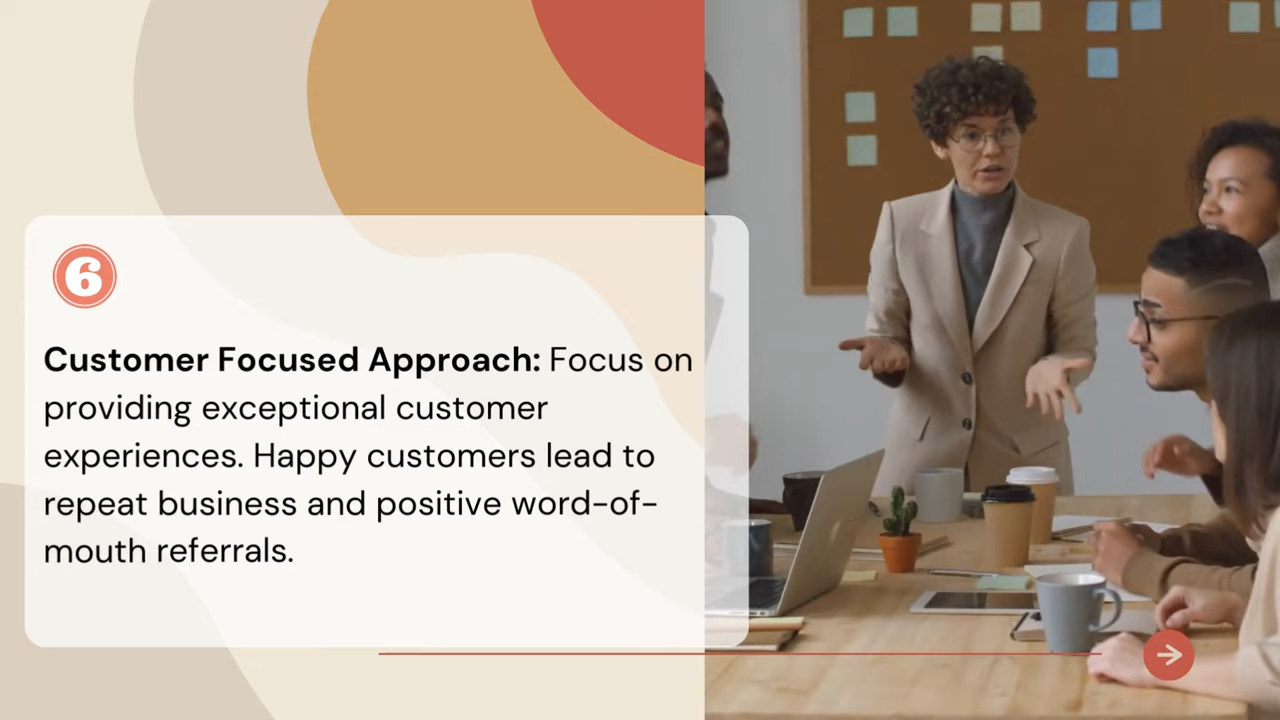 6
Customer Focused Approach: Focus on
providing exceptional customer
experiences. Happy customers lead to
repeat business and positive word-of-
mouth referrals.